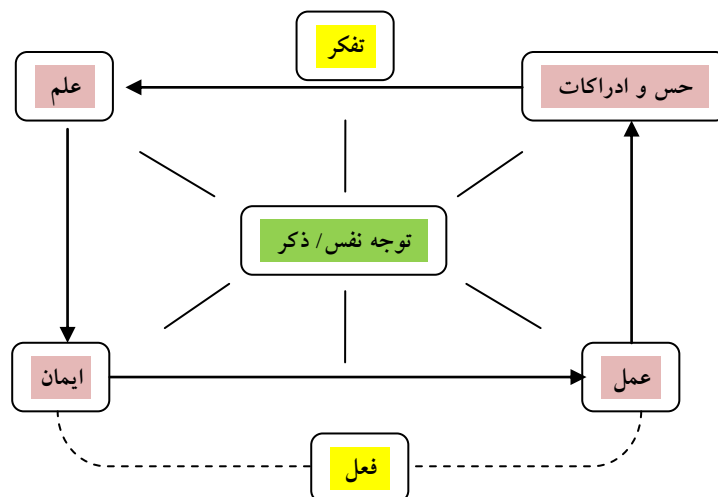 تفکر
حس و ادراکات
علم
توجه نفس/ ذکر
عمل
ایمان
فعل